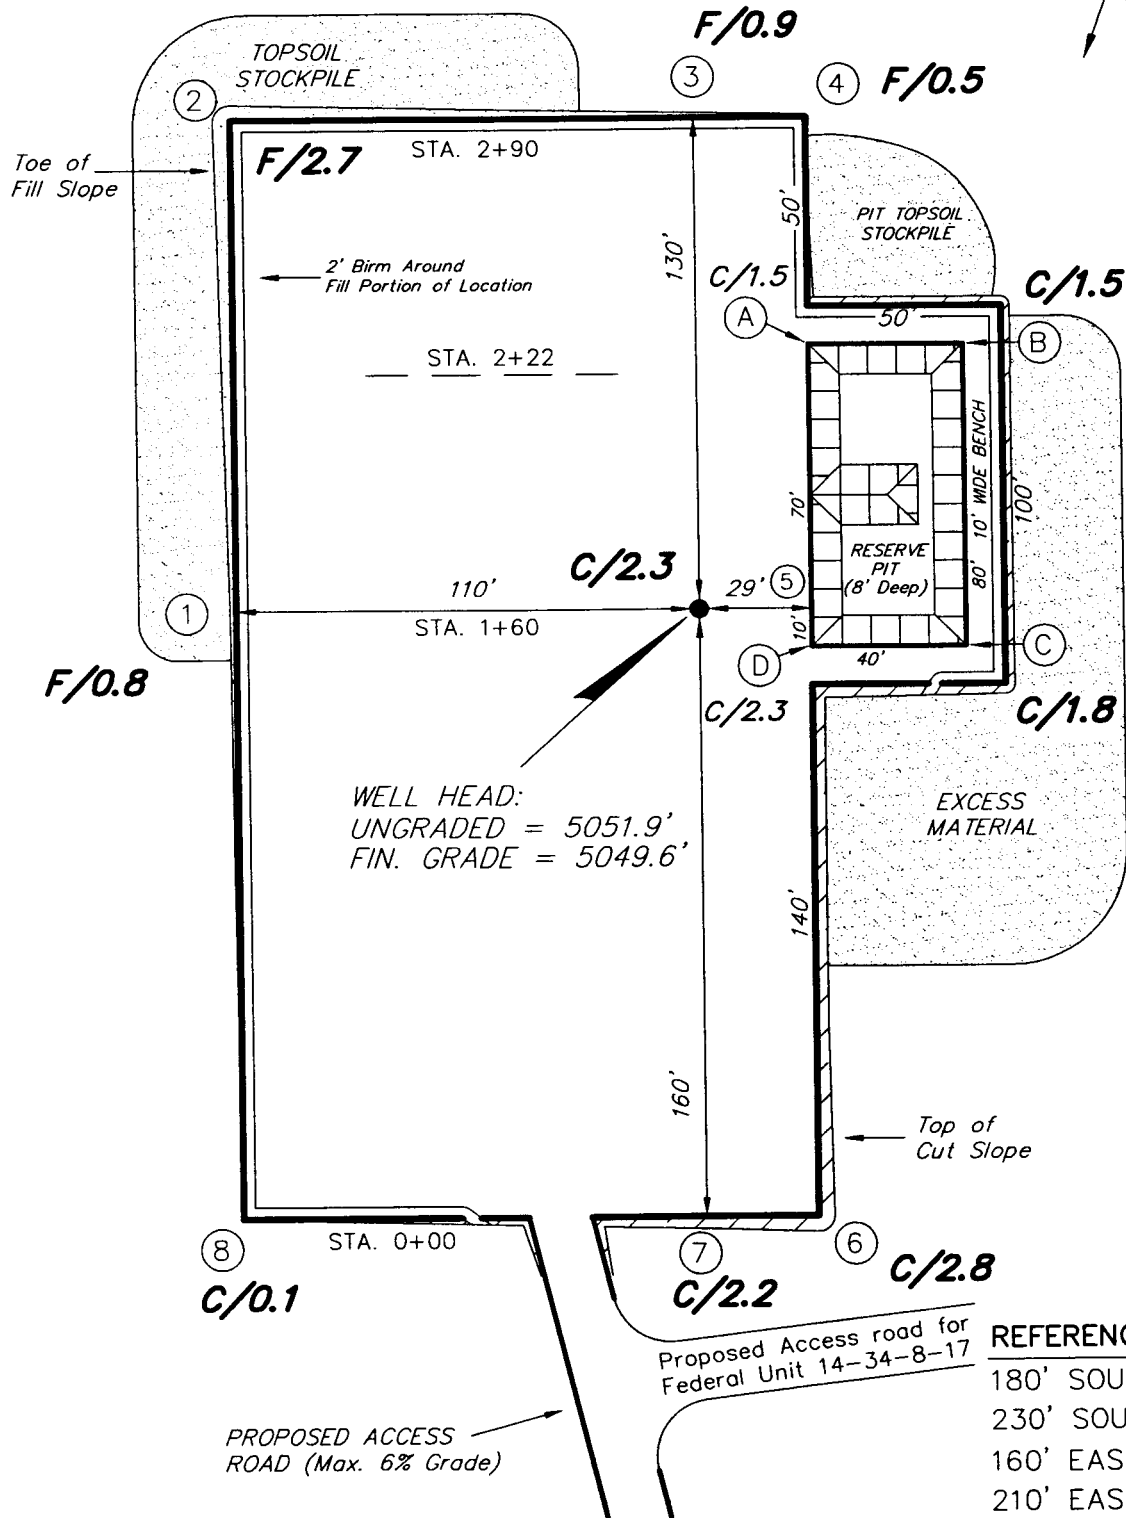 F/0.9
TOPSOIL
STOCKPILE
3
4
F/0.5
2
Toe of
Fill Slope
F/2.7
STA. 2+90
50'
PIT TOPSOIL
STOCKPILE
130'
2' Birm Around
Fill Portion of Location
C/1.5
C/1.5
A
50'
B
STA. 2+22
10' WIDE BENCH
100'
70'
80'
RESERVE
PIT
(8' Deep)
C/2.3
1
110'
29'
5
STA. 1+60
10'
D
40'
C
F/0.8
C/2.3
C/1.8
WELL HEAD:
UNGRADED = 5051.9'
FIN. GRADE = 5049.6'
EXCESS
MATERIAL
140'
160'
Top of
Cut Slope
8
STA. 0+00
7
6
C/0.1
C/2.2
C/2.8
Proposed Access road for
Federal Unit 14-34-8-17
REFERENC
180' SOU
230' SOU
160' EAS
210' EAS
PROPOSED ACCESS
ROAD (Max. 6% Grade)